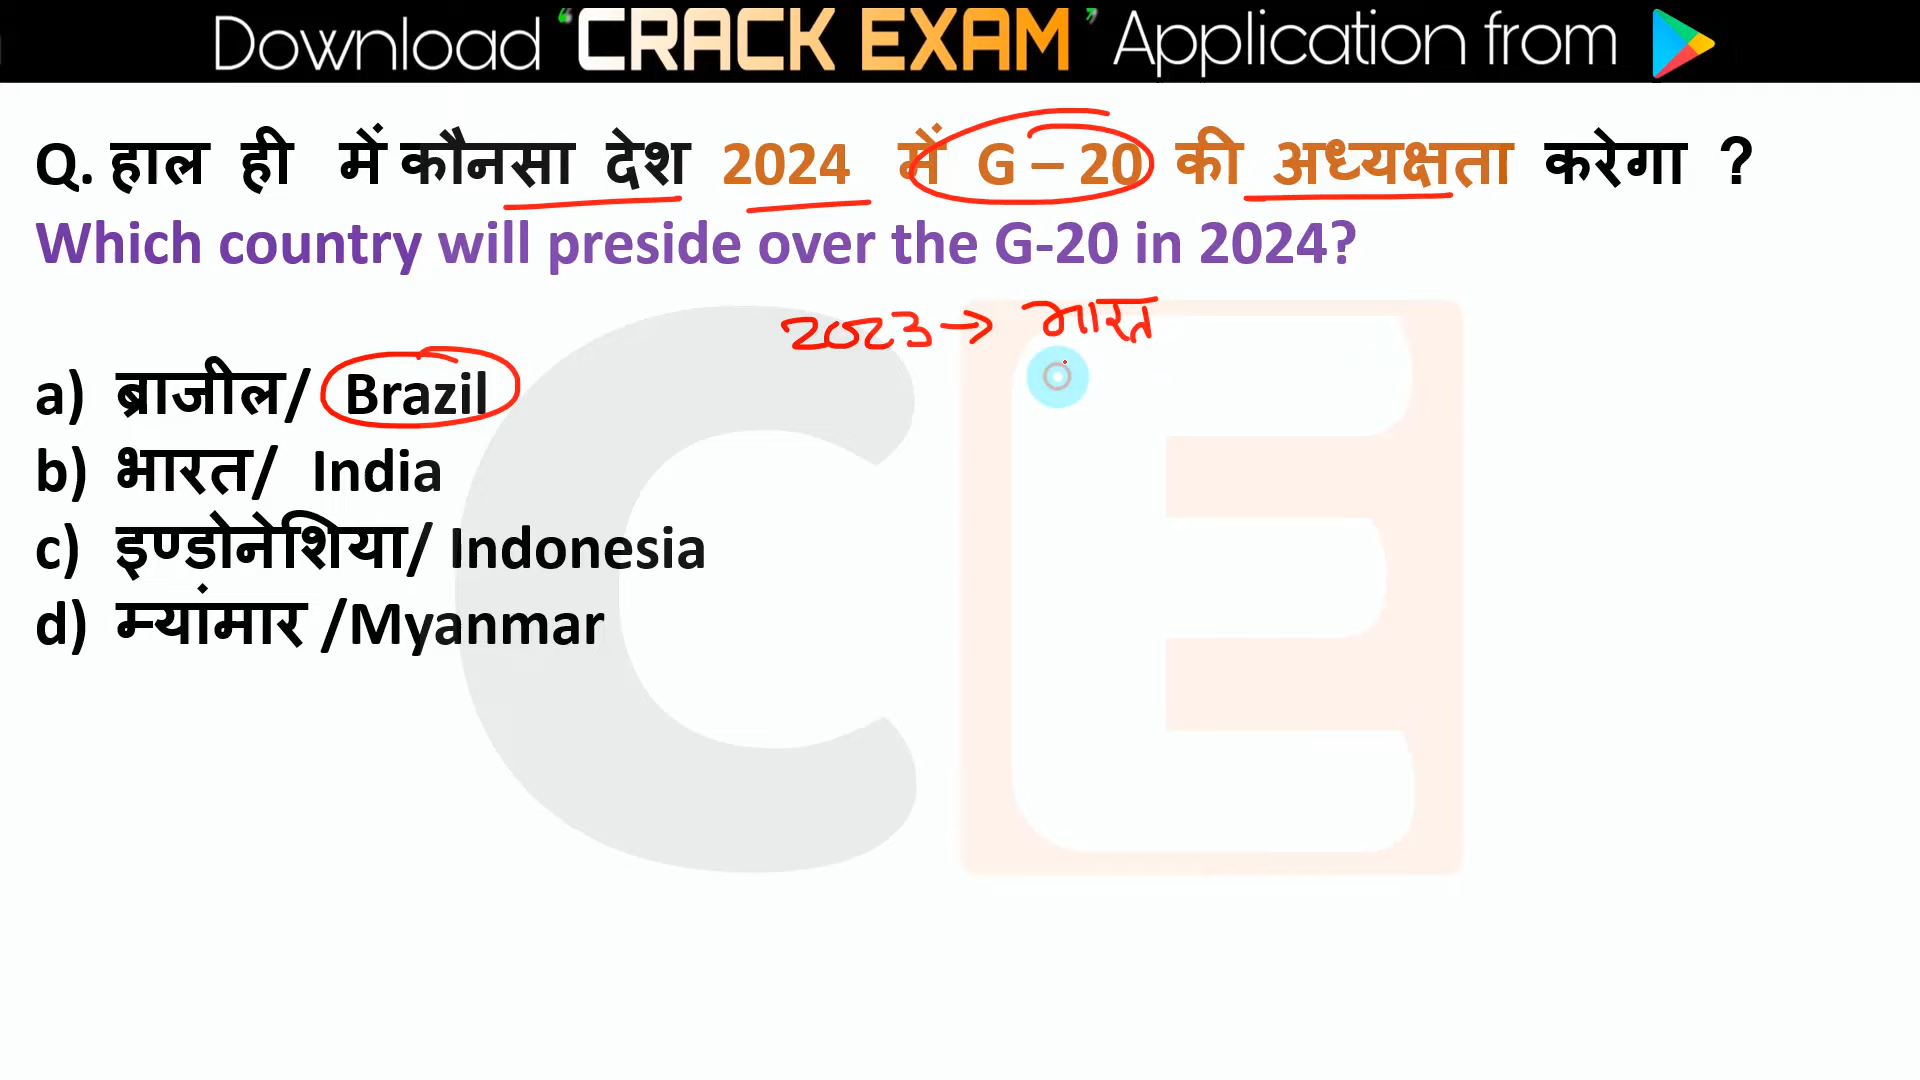 Download ‘CRACK EXAM’ Application from
Q. हाल ही में कौनसा देश 2024 में G – 20 की अध्यक्षता करेगा ?
Which country will preside over the G-20 in 2024?
2023 → भारत
a) ब्राजील/ Brazil
b) भारत/ India
c) इण्डोनेशिया/ Indonesia
d) म्यांमार /Myanmar
CE